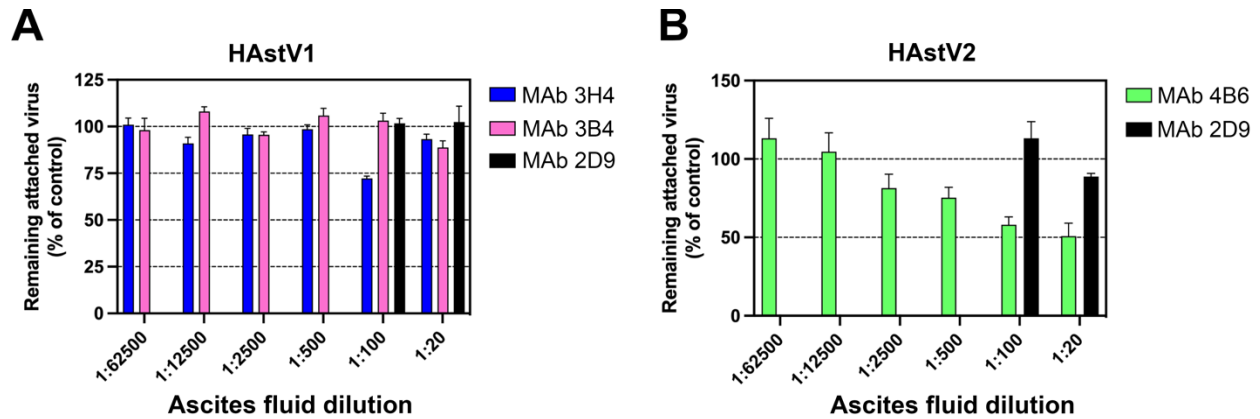 A
HAstV1
Remaining attached virus
(% of control)
125
100
75
50
25
0
1:62500
1:12500
1:2500
1:500
1:100
1:20
Ascites fluid dilution
MAb 3H4
MAb 3B4
MAb 2D9
B
HAstV2
Remaining attached virus
(% of control)
150
100
50
0
1:62500
1:12500
1:2500
1:500
1:100
1:20
Ascites fluid dilution
MAb 4B6
MAb 2D9